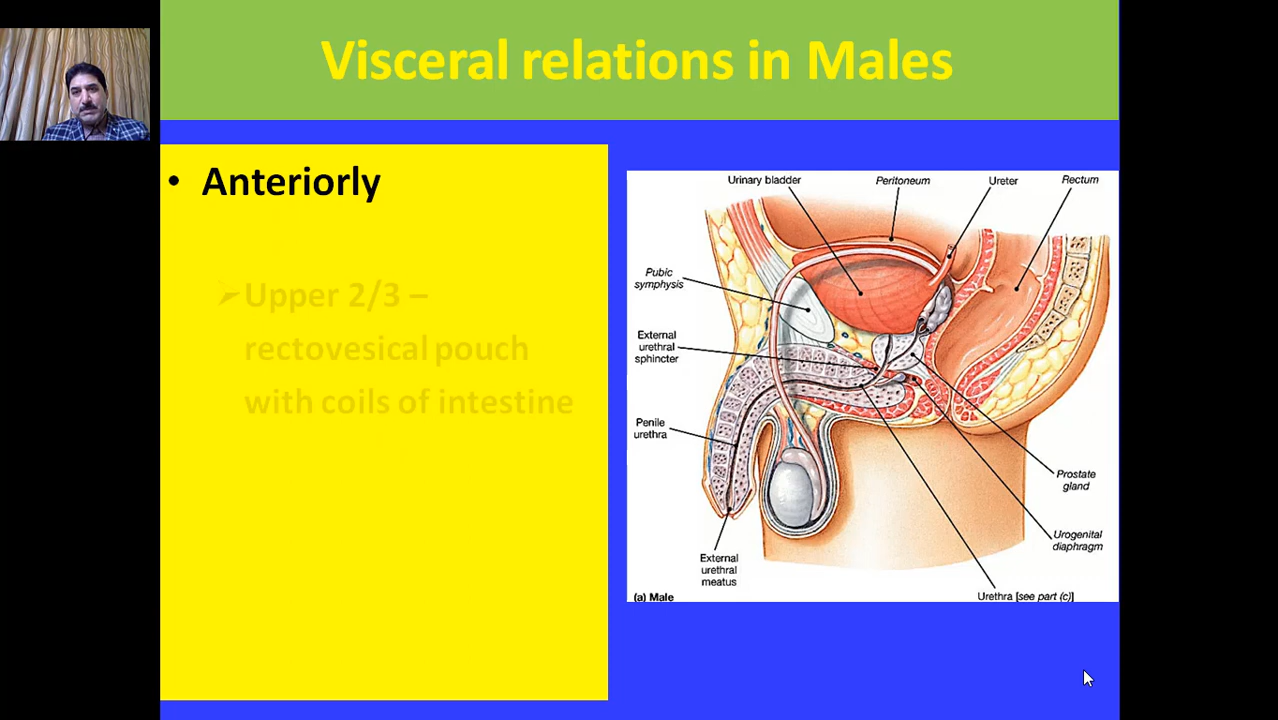 Visceral relations in Males
• Anteriorly
➢Upper 2/3 –
rectovesical pouch
with coils of intestine
Urinary bladder
Peritoneum
Ureter
Rectum
Pubic
symphysis
External
urethral
sphincter
Penile
urethra
External
urethral
meatus
Prostate
gland
Urogenital
diaphragm
Urethra [see part (c)]
(a) Male